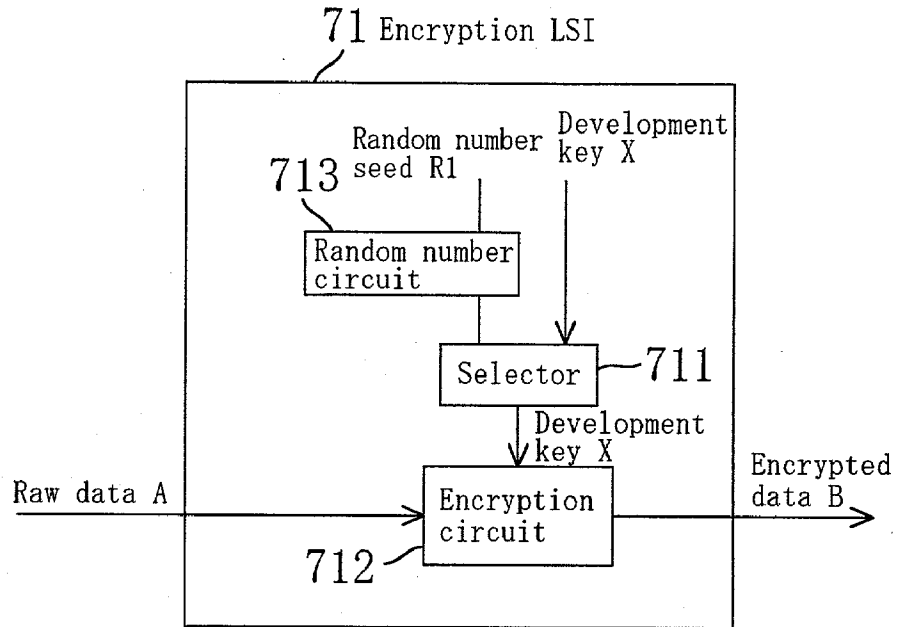 71 Encryption LSI
Random number
seed R1
Development
key X
713
Random number
circuit
Selector
711
Development
key X
Raw data A
Encryption
circuit
712
Encrypted
data B